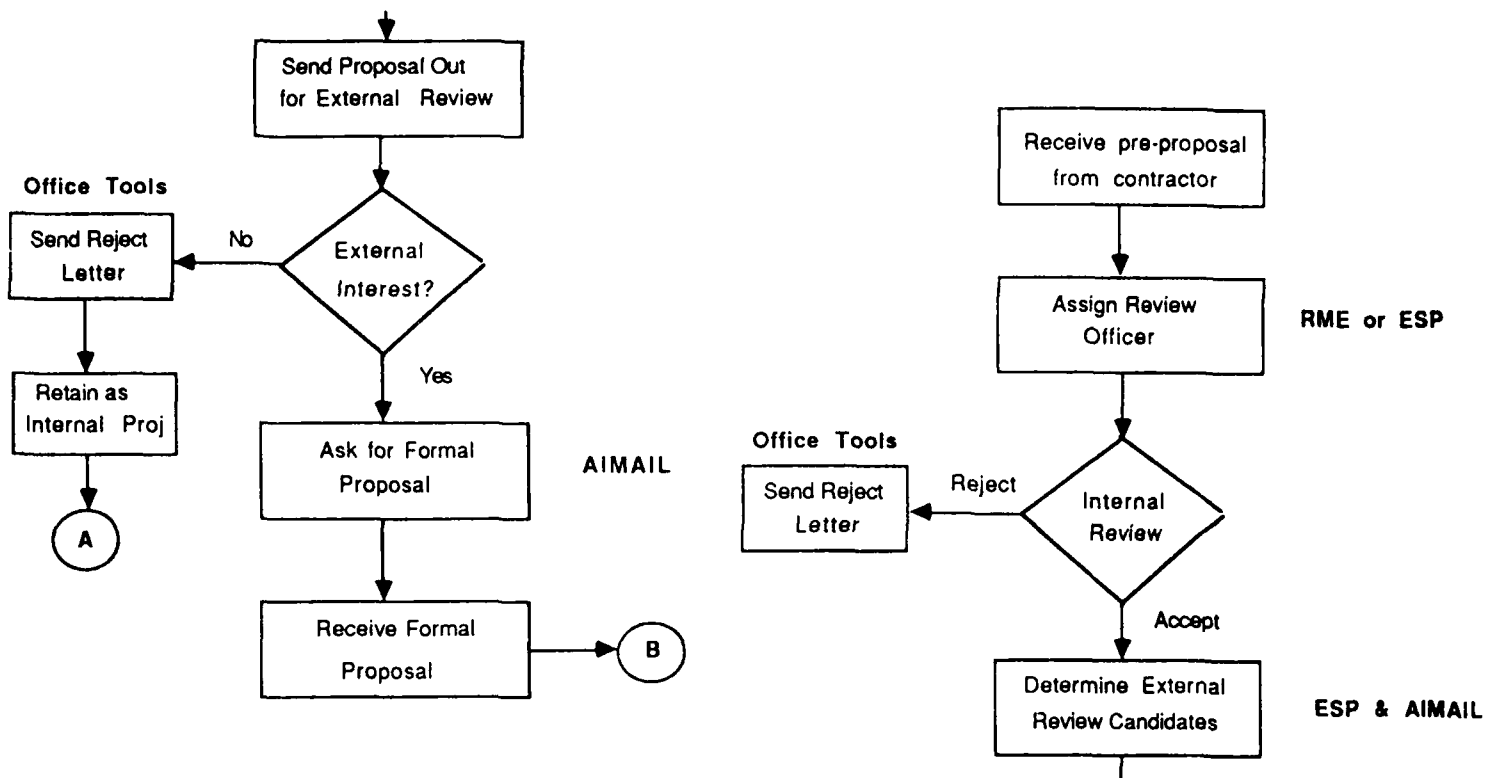 Send Proposal Out
for External Review
Office Tools
Send Reject
Letter
No
External
Interest?
Yes
Retain as
Internal Proj
A
Ask for Formal
Proposal
AIMAIL
Receive Formal
Proposal
B
Receive pre-proposal
from contractor
Assign Review
Officer
RME or ESP
Office Tools
Send Reject
Letter
Reject
Internal
Review
Accept
Determine External
Review Candidates
ESP & AIMAIL